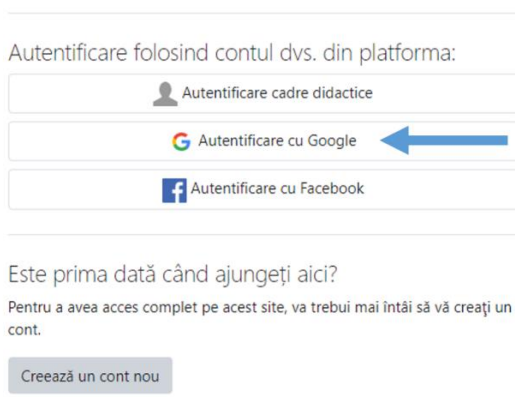 Autentificare folosind contul dvs. din platforma:
Autentificare cadre didactice
Autentificare cu Google
Autentificare cu Facebook
Este prima dată când ajungeți aici?
Pentru a avea acces complet pe acest site, va trebui mai întâi să vă creaţi un
cont.
Creează un cont nou